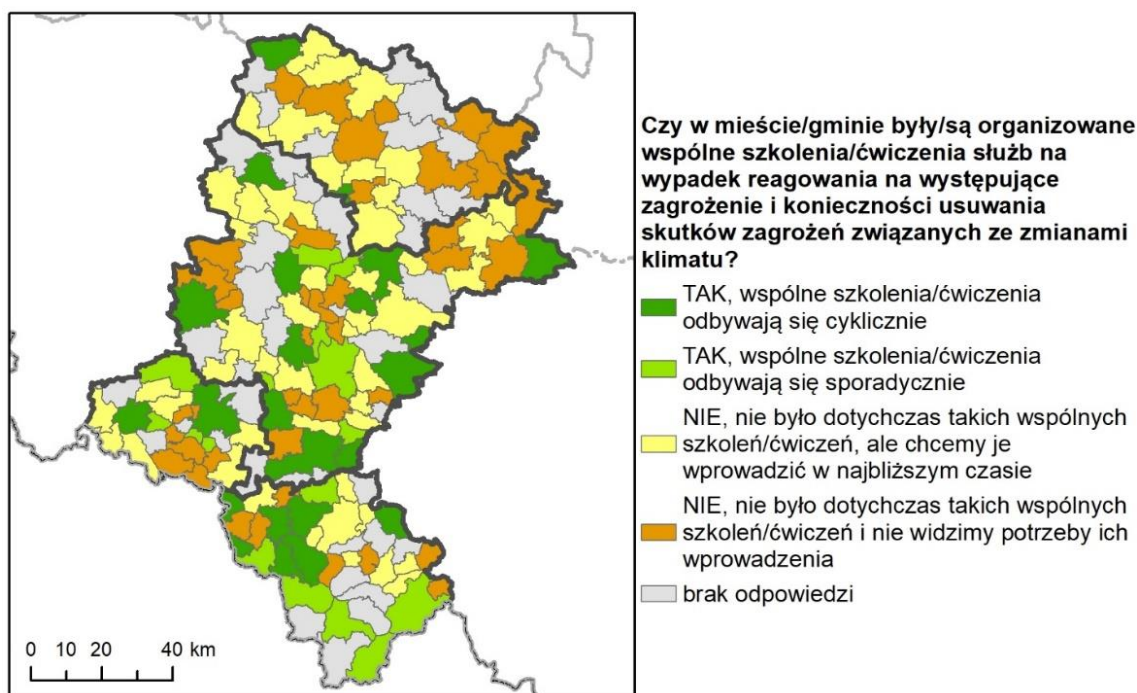 Czy w mieście/gminie były/są organizowane
wspólne szkolenia/ćwiczenia służb na
wypadek reagowania na występujące
zagrożenie i konieczności usuwania
skutków zagrożeń związanych ze zmianami
klimatu?
TAK, wspólne szkolenia/ćwiczenia
odbywają się cyklicznie
TAK, wspólne szkolenia/ćwiczenia
odbywają się sporadycznie
NIE, nie było dotychczas takich wspólnych
szkoleń/ćwiczeń, ale chcemy je
wprowadzić w najbliższym czasie
NIE, nie było dotychczas takich wspólnych
szkoleń/ćwiczeń i nie widzimy potrzeby ich
wprowadzenia
brak odpowiedzi
0 10 20 40 km